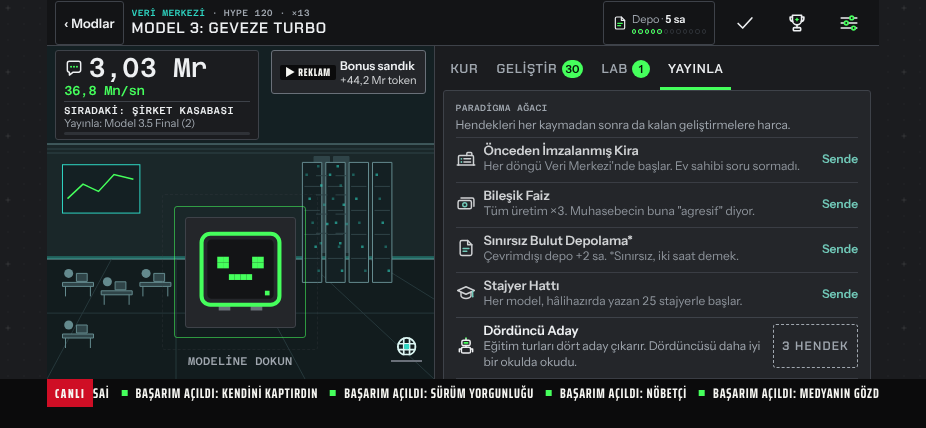 ‹ Modlar
VERİ MERKEZİ · HYPE 120 · ×13
MODEL 3: GEVEZE TURBO
Depo · 5 sa
3,03 Mr
36,8 Mn/sn
SIRADAKİ: ŞİRKET KASABASI
Yayınla: Model 3.5 Final (2)
REKLAM
Bonus sandık
+44,2 Mr token
MODELİNE DOKUN
KUR
GELİŞTİR 30
LAB 1
YAYINLA
PARADİGMA AĞACI
Hendekleri her kaymadan sonra da kalan geliştirmelere harca.
Önceden İmzalanmış Kira
Her döngü Veri Merkezi'nde başlar. Ev sahibi soru sormadı.
Sende
Bileşik Faiz
Tüm üretim ×3. Muhasebecin buna "agresif" diyor.
Sende
Sınırsız Bulut Depolama*
Çevrimdışı depo +2 sa. *Sınırsız, iki saat demek.
Sende
Stajyer Hattı
Her model, hâlihazırda yazan 25 stajyerle başlar.
Sende
Dördüncü Aday
Eğitim turları dört aday çıkarır. Dördüncüsü daha iyi
bir okulda okudu.
3 HENDEK
CANLI SAİ ■ BAŞARIM AÇILDI: KENDİNİ KAPTIRDIN ■ BAŞARIM AÇILDI: SÜRÜM YORGUNLUĞU ■ BAŞARIM AÇILDI: NÖBETÇİ ■ BAŞARIM AÇILDI: MEDYANIN GÖZD